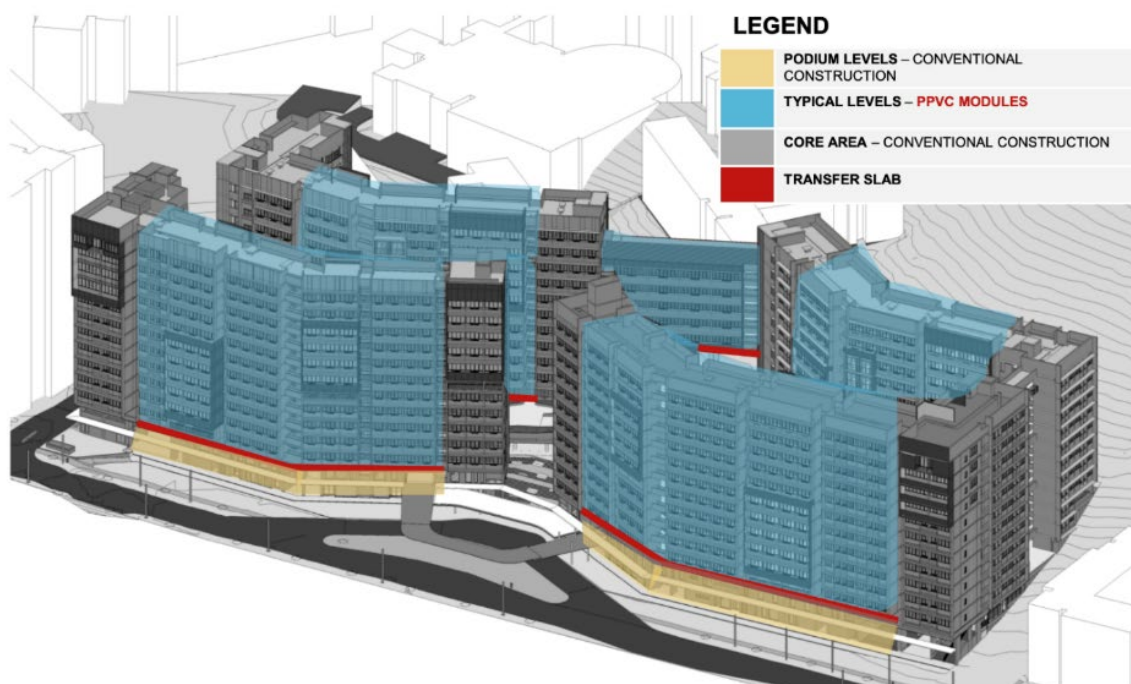 LEGEND
PODIUM LEVELS – CONVENTIONAL
CONSTRUCTION
TYPICAL LEVELS – PPVC MODULES
CORE AREA – CONVENTIONAL CONSTRUCTION
TRANSFER SLAB